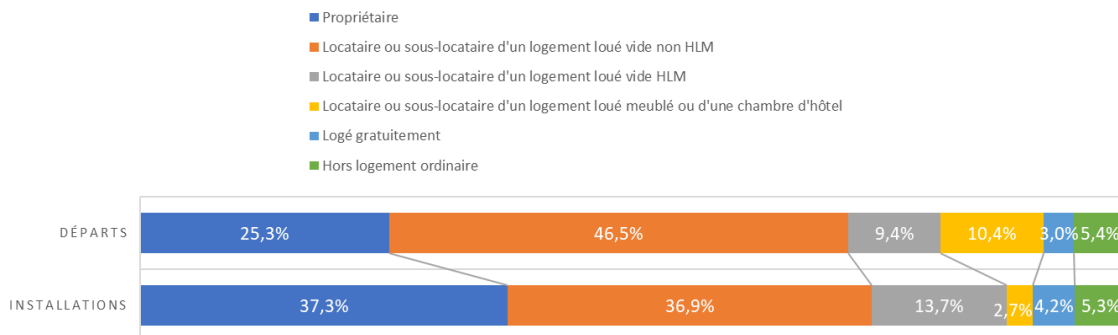 Propriétaire
Locataire ou sous-locataire d'un logement loué vide non HLM
Locataire ou sous-locataire d'un logement loué vide HLM
Locataire ou sous-locataire d'un logement loué meublé ou d'une chambre d'hôtel
Logé gratuitement
Hors logement ordinaire
DÉPARTS 25,3% 46,5% 9,4% 10,4% 3,0% 5,4%
INSTALLATIONS 37,3% 36,9% 13,7% 2,7% 4,2% 5,3%